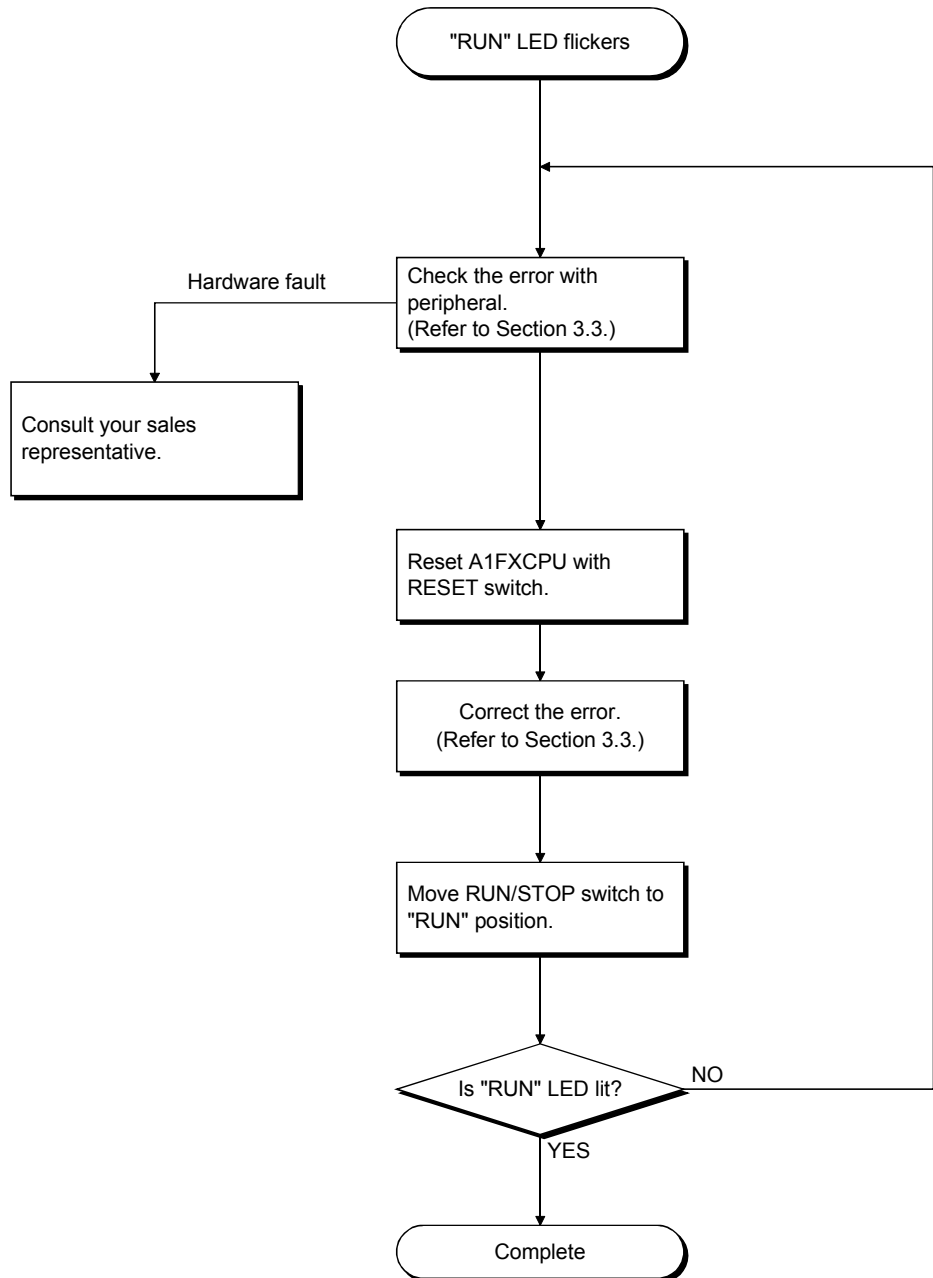 "RUN" LED flickers
Hardware fault
Check the error with
peripheral.
(Refer to Section 3.3.)
Consult your sales
representative.
Reset A1FXCPU with
RESET switch.
Correct the error.
(Refer to Section 3.3.)
Move RUN/STOP switch to
"RUN" position.
Is "RUN" LED lit?
NO
YES
Complete